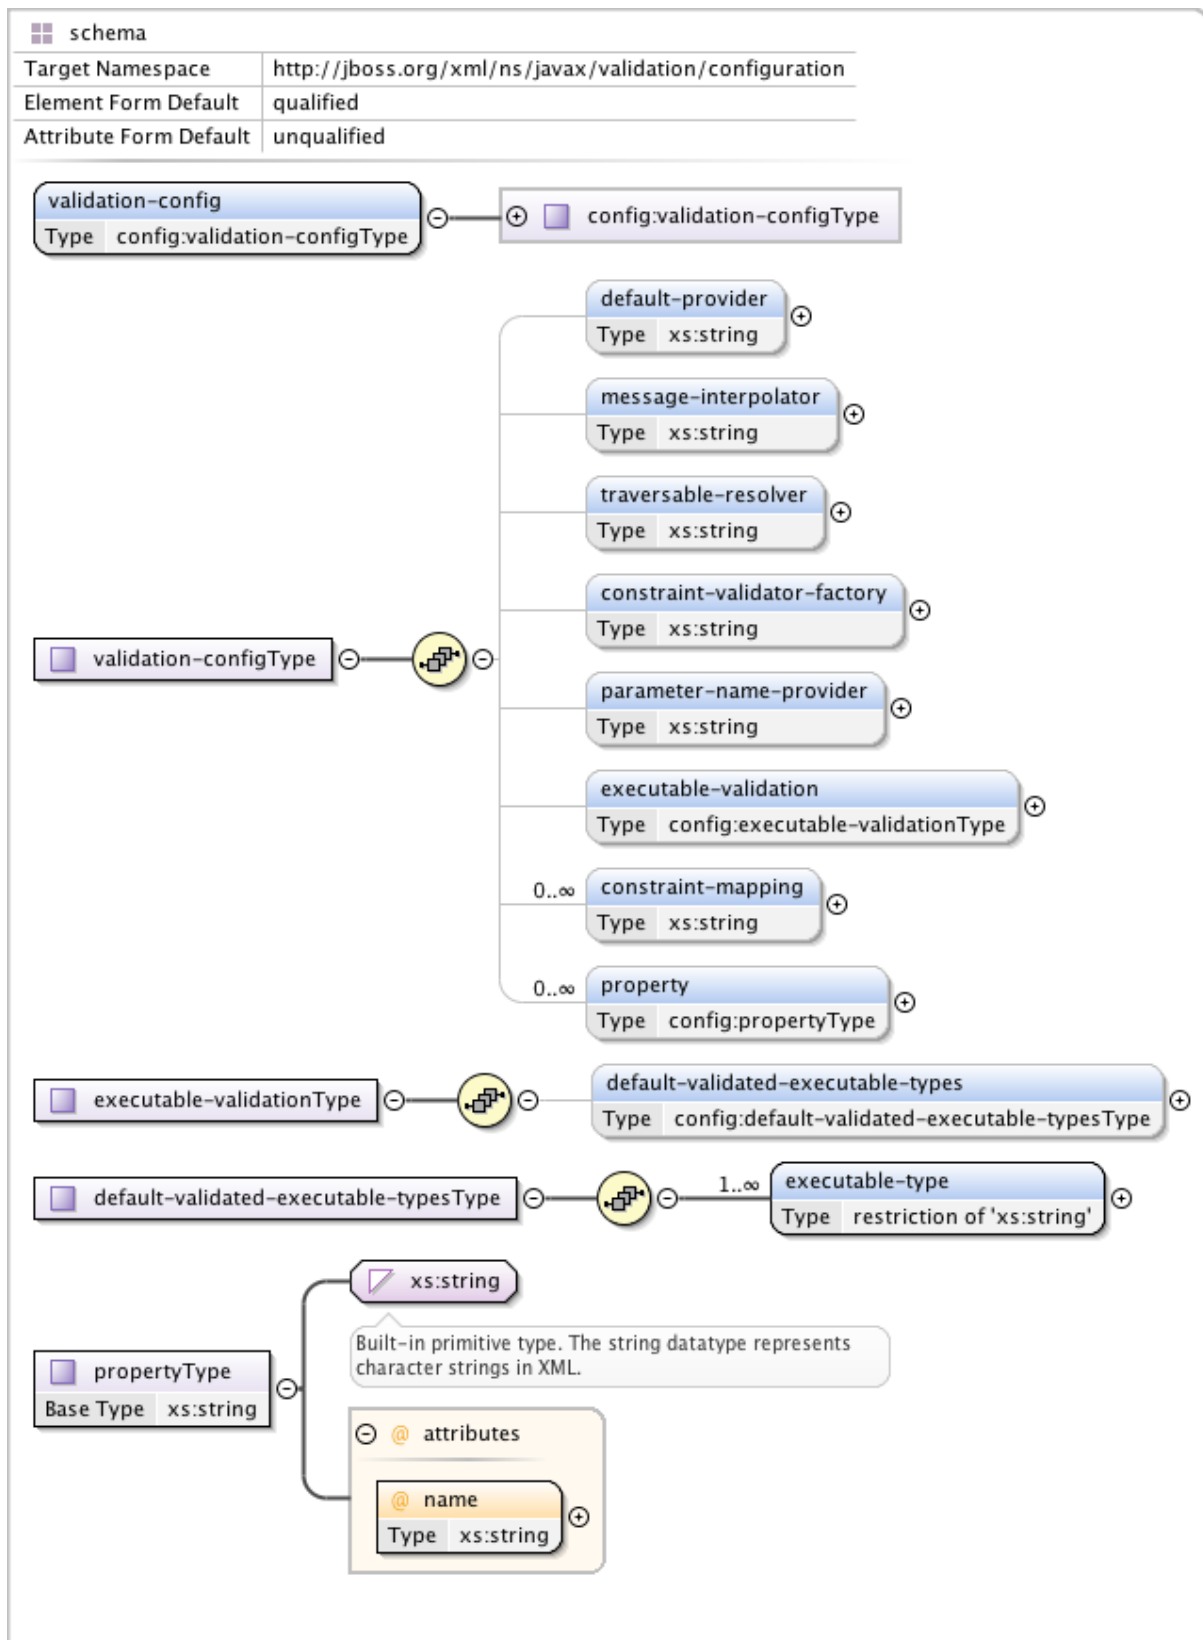 schema
Target Namespace http://jboss.org/xml/ns/javax/validation/configuration
Element Form Default qualified
Attribute Form Default unqualified
validation-config
Type config:validation-configType
config:validation-configType
default-provider
Type xs:string
message-interpolator
Type xs:string
traversable-resolver
Type xs:string
constraint-validator-factory
Type xs:string
validation-configType
parameter-name-provider
Type xs:string
executable-validation
Type config:executable-validationType
0..∞ constraint-mapping
Type xs:string
0..∞ property
Type config:propertyType
executable-validationType
default-validated-executable-types
Type config:default-validated-executable-typesType
default-validated-executable-typesType
1..∞ executable-type
Type restriction of 'xs:string'
xs:string
Built-in primitive type. The string datatype represents
character strings in XML.
propertyType
Base Type xs:string
@ attributes
@ name
Type xs:string